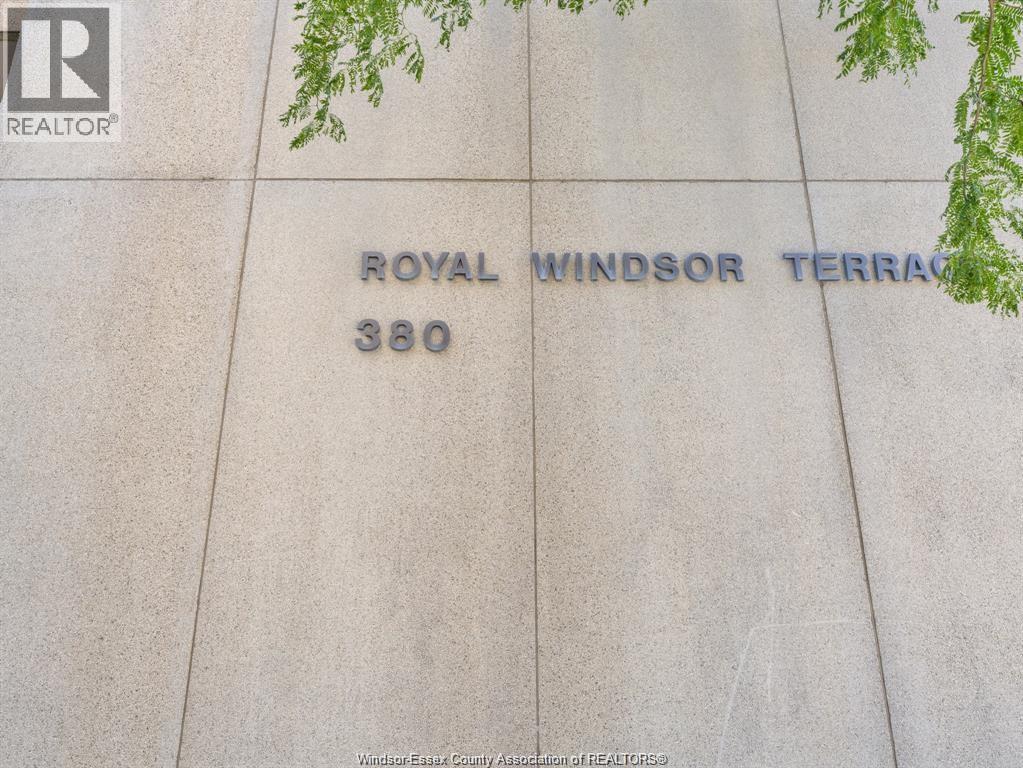 R
REALTOR®
ROYAL WINDSOR TERRAC
380
Windsor-Essex County Association of REALTORS®